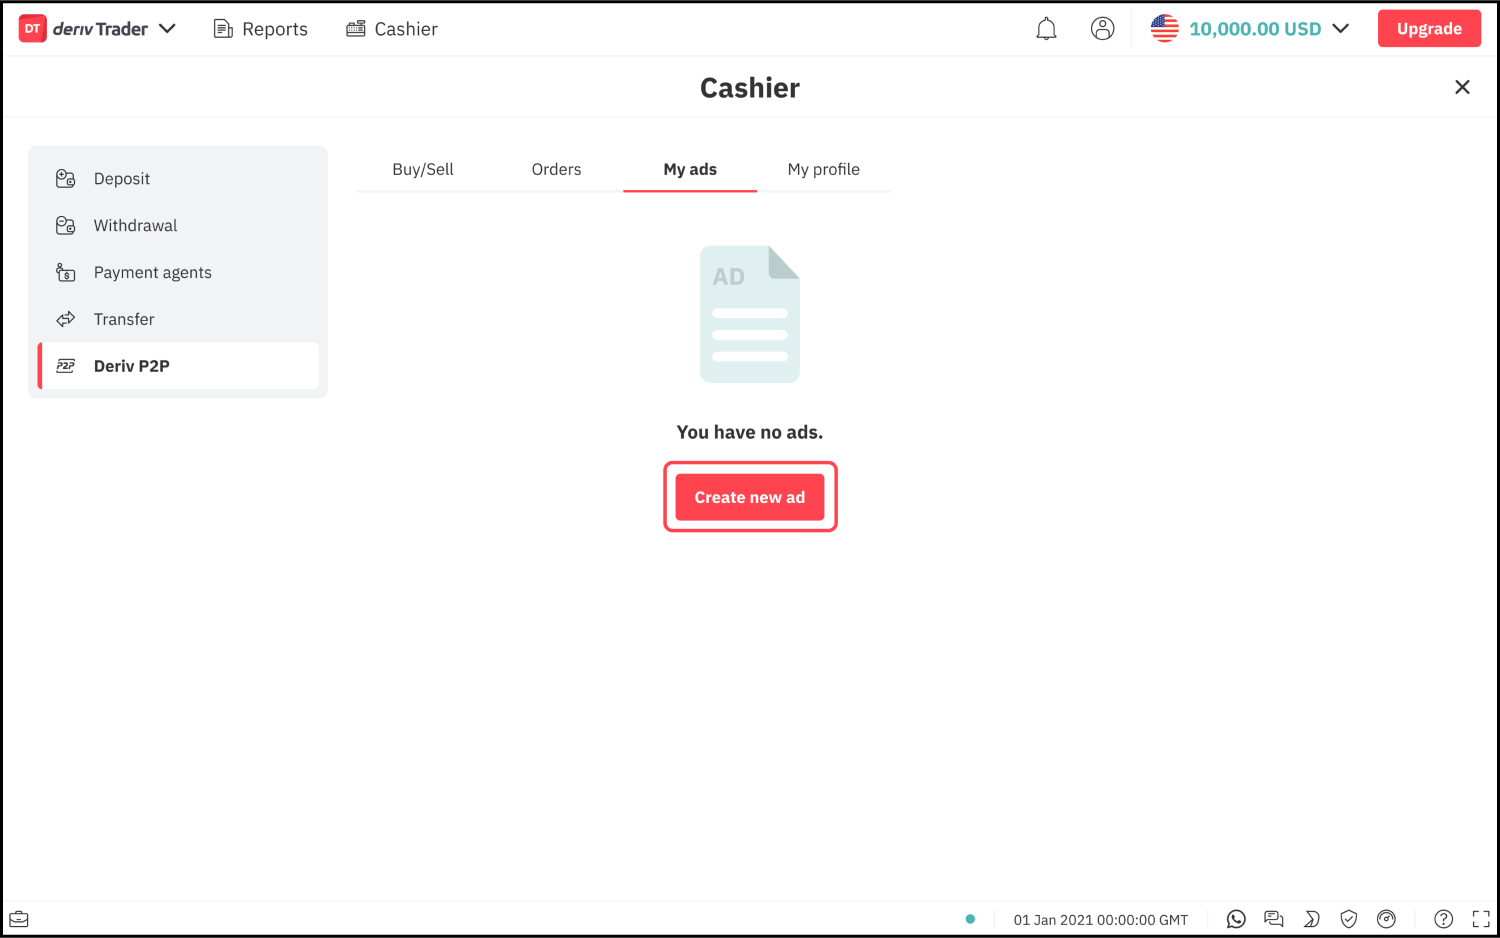 DT deriv Trader
Reports
Cashier
10,000.00 USD
Upgrade
Cashier
Deposit
Withdrawal
Payment agents
Transfer
P2P Deriv P2P
Buy/Sell
Orders
My ads
My profile
AD
You have no ads.
Create new ad
01 Jan 2021 00:00:00 GMT